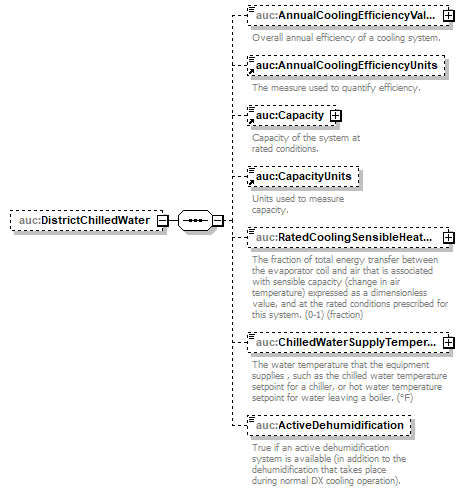 auc:AnnualCoolingEfficiencyVal...
Overall annual efficiency of a cooling system.
auc:AnnualCoolingEfficiencyUnits
The measure used to quantify efficiency.
auc:Capacity
Capacity of the system at
rated conditions.
auc:CapacityUnits
Units used to measure
capacity.
auc:DistrictChilledWater
auc:RatedCoolingSensibleHeat...
The fraction of total energy transfer between
the evaporator coil and air that is associated
with sensible capacity (change in air
temperature) expressed as a dimensionless
value, and at the rated conditions prescribed for
this system. (0-1) (fraction)
auc:ChilledWaterSupplyTemper...
The water temperature that the equipment
supplies , such as the chilled water temperature
setpoint for a chiller, or hot water temperature
setpoint for water leaving a boiler. (°F)
auc:ActiveDehumidification
True if an active dehumidification
system is available (in addition to the
dehumidification that takes place
during normal DX cooling operation).